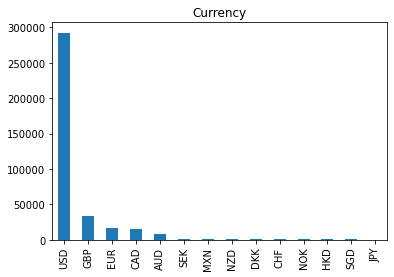 Currency
300000
250000
200000
150000
100000
50000
0
USD
GBP
EUR
CAD
AUD
SEK
MXN
NZD
DKK
CHF
NOK
HKD
SGD
JPY